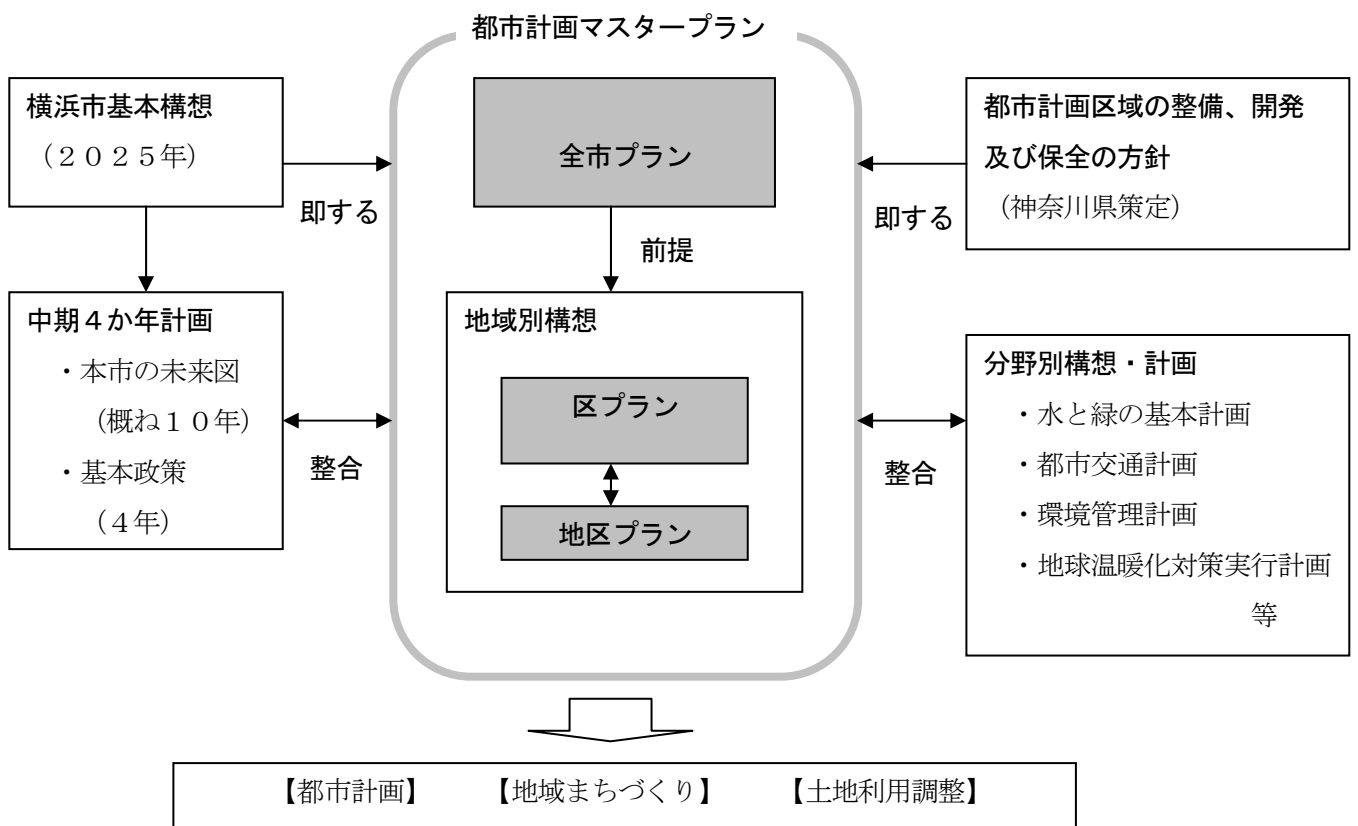 都市計画マスタープラン
横浜市基本構想
（２０２５年）
即する
中期４か年計画
・本市の未来図
（概ね１０年）
・基本政策
（４年）
整合
全市プラン
前提
地域別構想
区プラン
地区プラン
都市計画区域の整備、開発
及び保全の方針
（神奈川県策定）
即する
分野別構想・計画
・水と緑の基本計画
・都市交通計画
・環境管理計画
・地球温暖化対策実行計画
等
整合
【都市計画】 【地域まちづくり】 【土地利用調整】